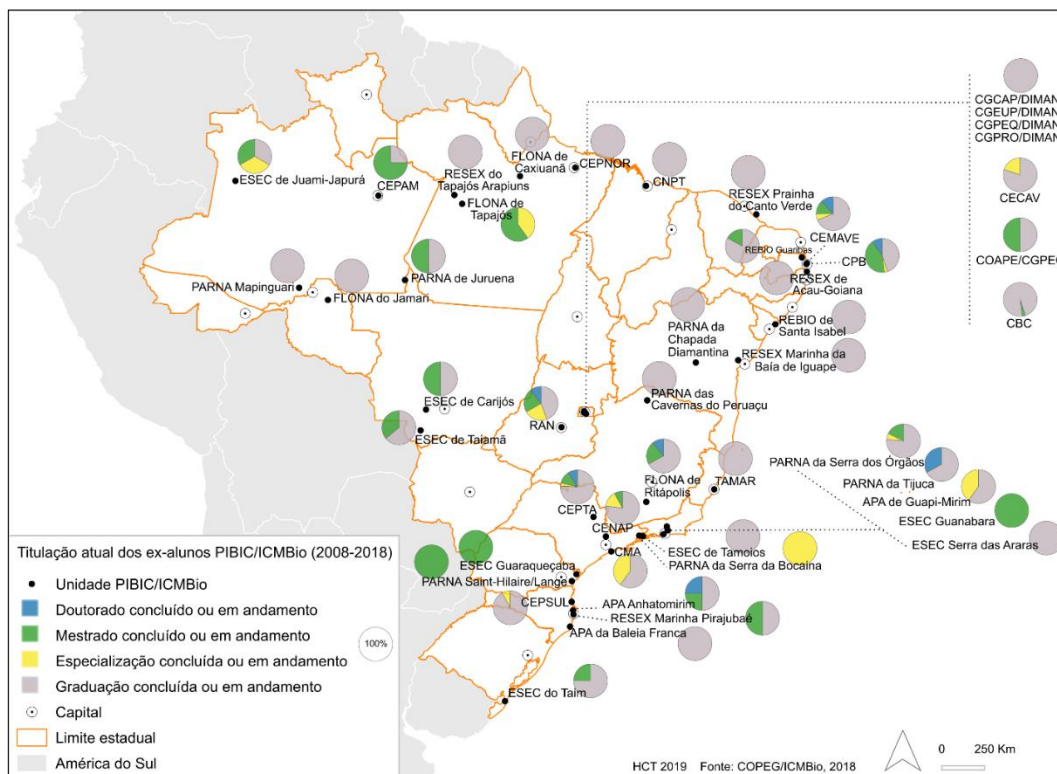 CGCAP/DIMAN
CGEUP/DIMAN
CGPEQ/DIMAN
CGPRO/DIMAN
CECAV
COAPE/CGPEQ
CBC
ESEC de Juami-Japurá
CEPAM
RESEX do
Tapajós Arapiuns
FLONA de
Tapajós
FLONA de
Caxiuanã
CEPNOR
CNPT
RESEX Prainha
do Canto Verde
CEMAVE
REBIO Guaribas
CPB
RESEX de
Acau-Goiana
PARNA de Juruena
PARNA Mapinguari
FLONA do Jamari
PARNA da
Chapada
Diamantina
REBIO de
Santa Isabel
RESEX Marinha da
Baía de Iguape
ESEC de Carijós
PARNA das
Cavernas do Peruaçu
RAN
ESEC de Taiamã
PARNA da Serra dos Órgãos
FLONA de
Ritápolis
TAMAR
PARNA da Tijuca
APA de Guapi-Mirim
CEPTA
ESEC Guanabara
CENAP
ESEC Serra das Araras
CMA
ESEC de Tamoios
PARNA da Serra da Bocaina
ESEC Guaraqueçaba
PARNA Saint-Hilaire/Lange
CEPSUL
APA Anhatomirim
RESEX Marinha Pirajubaé
APA da Baleia Franca
ESEC do Taim
Titulação atual dos ex-alunos PIBIC/ICMBio (2008-2018)
Unidade PIBIC/ICMBio
Doutorado concluído ou em andamento
Mestrado concluído ou em andamento
100%
Especialização concluída ou em andamento
Graduação concluída ou em andamento
Capital
Limite estadual
América do Sul
0 250 Km
HCT 2019 Fonte: COPEG/ICMBio, 2018